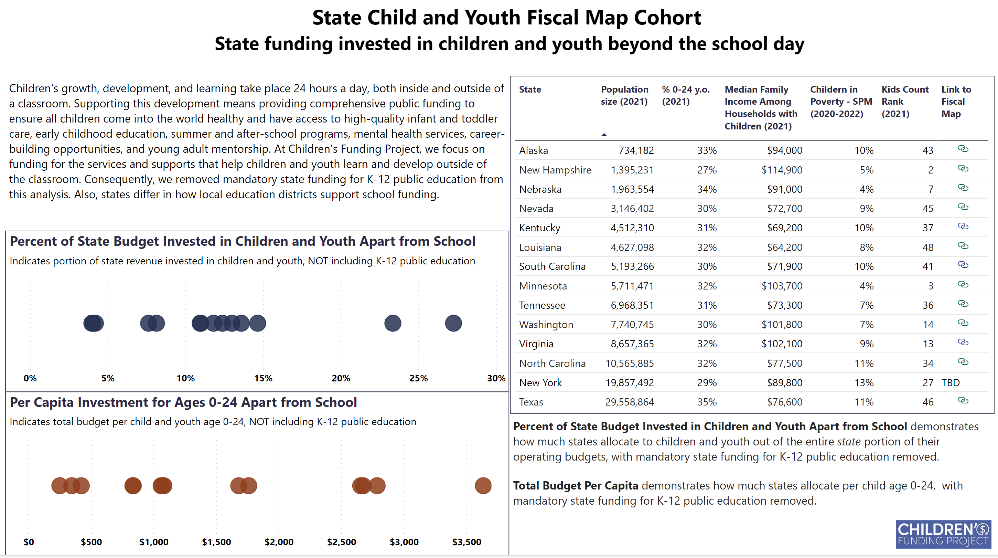 State Child and Youth Fiscal Map Cohort
State funding invested in children and youth beyond the school day
Children's growth, development, and learning take place 24 hours a day, both inside and outside of
a classroom. Supporting this development means providing comprehensive public funding to
ensure all children come into the world healthy and have access to high-quality infant and toddler
care, early childhood education, summer and after-school programs, mental health services, career-
building opportunities, and young adult mentorship. At Children's Funding Project, we focus on
funding for the services and supports that help children and youth learn and develop outside of
the classroom. Consequently, we removed mandatory state funding for K-12 public education from
this analysis. Also, states differ in how local education districts support school funding.
Percent of State Budget Invested in Children and Youth Apart from School
Indicates portion of state revenue invested in children and youth, NOT including K-12 public education
0% 5% 10% 15% 20% 25% 30%
Per Capita Investment for Ages 0-24 Apart from School
Indicates total budget per child and youth age 0-24, NOT including K-12 public education
$0 $500 $1,000 $1,500 $2,000 $2,500 $3,000 $3,500
State Population % 0-24 y.o. Median Family Childern in Kids Count Link to
size (2021) (2021) Income Among Poverty - SPM Rank Fiscal
Households with (2020-2022) (2021) Map
Children (2021)
Alaska 734,182 33% $94,000 10% 43
New Hampshire 1,395,231 27% $114,900 5% 2
Nebraska 1,963,554 34% $91,000 4% 7
Nevada 3,146,402 30% $72,700 9% 45
Kentucky 4,512,310 31% $69,200 10% 37
Louisiana 4,627,098 32% $64,200 8% 48
South Carolina 5,193,266 30% $71,900 10% 41
Minnesota 5,711,471 32% $103,700 4% 3
Tennessee 6,968,351 31% $73,300 7% 36
Washington 7,740,745 30% $101,800 7% 14
Virginia 8,657,365 32% $102,100 9% 13
North Carolina 10,565,885 32% $77,500 11% 34
New York 19,857,492 29% $89,800 13% 27 TBD
Texas 29,558,864 35% $76,600 11% 46
Percent of State Budget Invested in Children and Youth Apart from School demonstrates
how much states allocate to children and youth out of the entire state portion of their
operating budgets, with mandatory state funding for K-12 public education removed.
Total Budget Per Capita demonstrates how much states allocate per child age 0-24, with
mandatory state funding for K-12 public education removed.
CHILDREN'S
FUNDING PROJECT